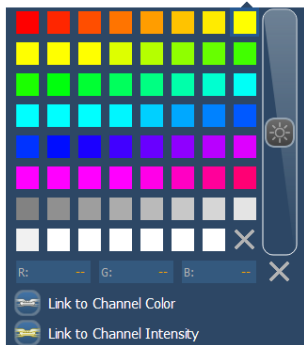 R: -- G: -- B: --
Link to Channel Color
Link to Channel Intensity